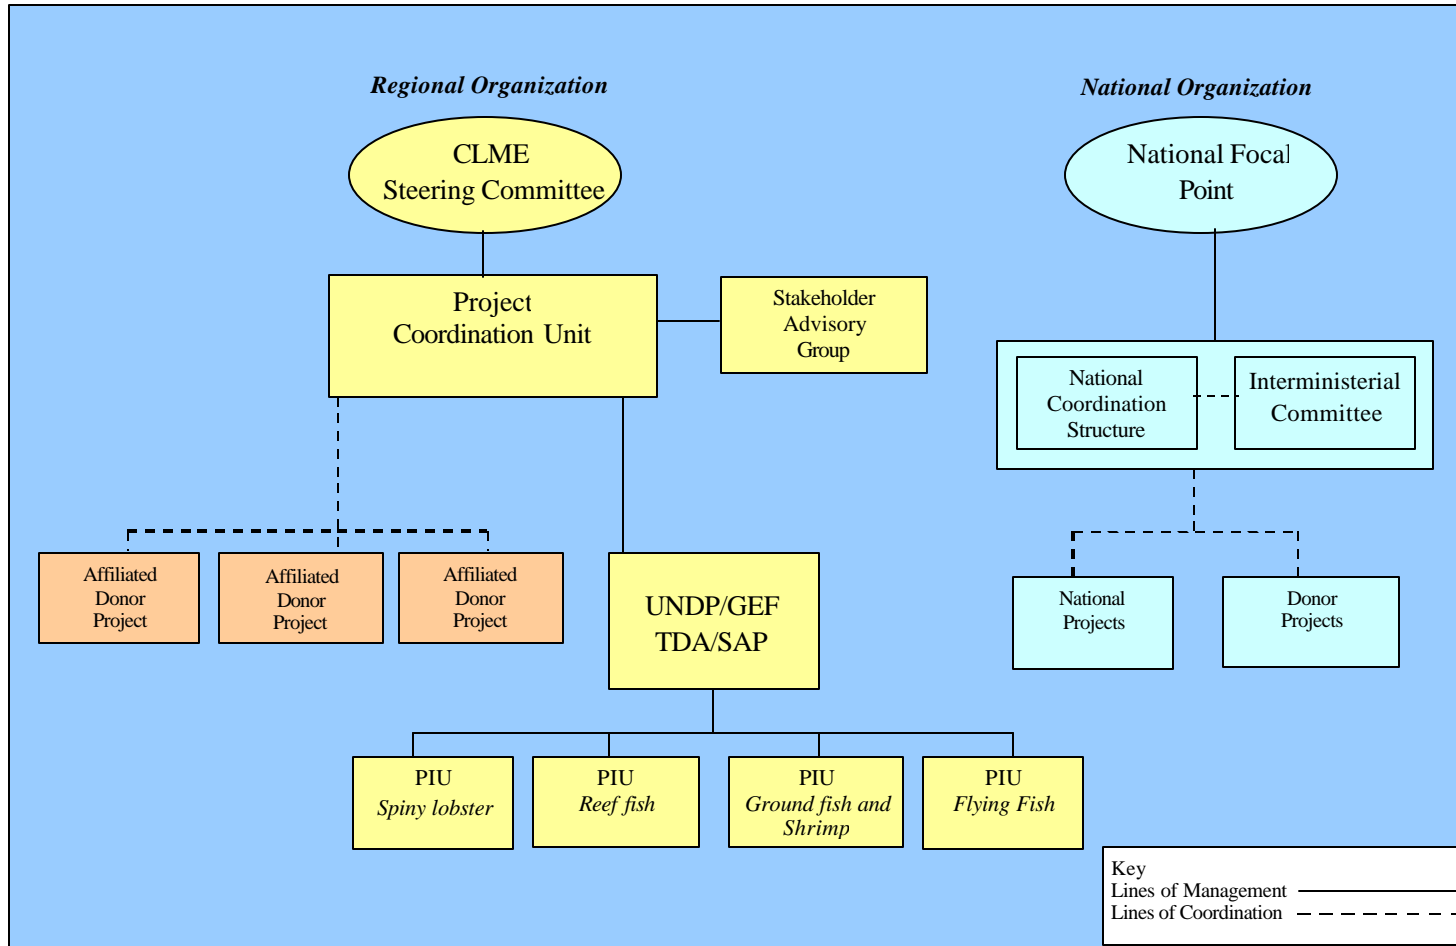 Regional Organization
National Organization
CLME
Steering Committee
National Focal
Point
Project
Coordination Unit
Stakeholder
Advisory
Group
National
Coordination
Structure
Interministerial
Committee
Affiliated
Donor
Project
Affiliated
Donor
Project
Affiliated
Donor
Project
UNDP/GEF
TDA/SAP
National
Projects
Donor
Projects
PIU
Spiny lobster
PIU
Reef fish
PIU
Ground fish and
Shrimp
PIU
Flying Fish
Key
Lines of Management
Lines of Coordination